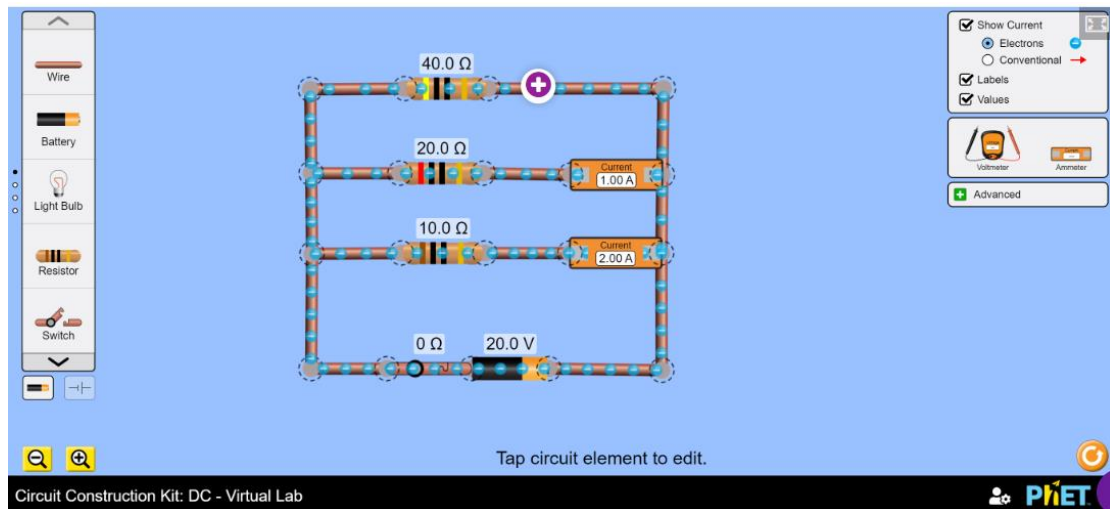 Wire
Battery
Light Bulb
Resistor
Switch
40.0 Ω
20.0 Ω
Current
1.00 A
10.0 Ω
Current
2.00 A
0 Ω
20.0 V
Show Current
Electrons
Conventional
Labels
Values
Voltmeter
Ammeter
Advanced
Tap circuit element to edit.
Circuit Construction Kit: DC - Virtual Lab
PhET